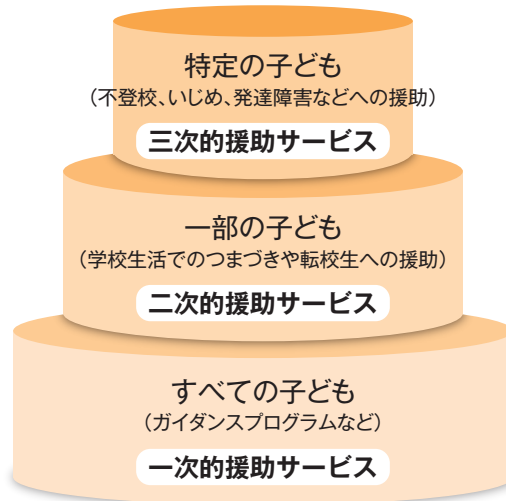 特定の子ども
（不登校、いじめ、発達障害などへの援助）
三次的援助サービス
一部の子ども
（学校生活でのつまづきや転校生への援助）
二次的援助サービス
すべての子ども
（ガイダンスプログラムなど）
一次的援助サービス